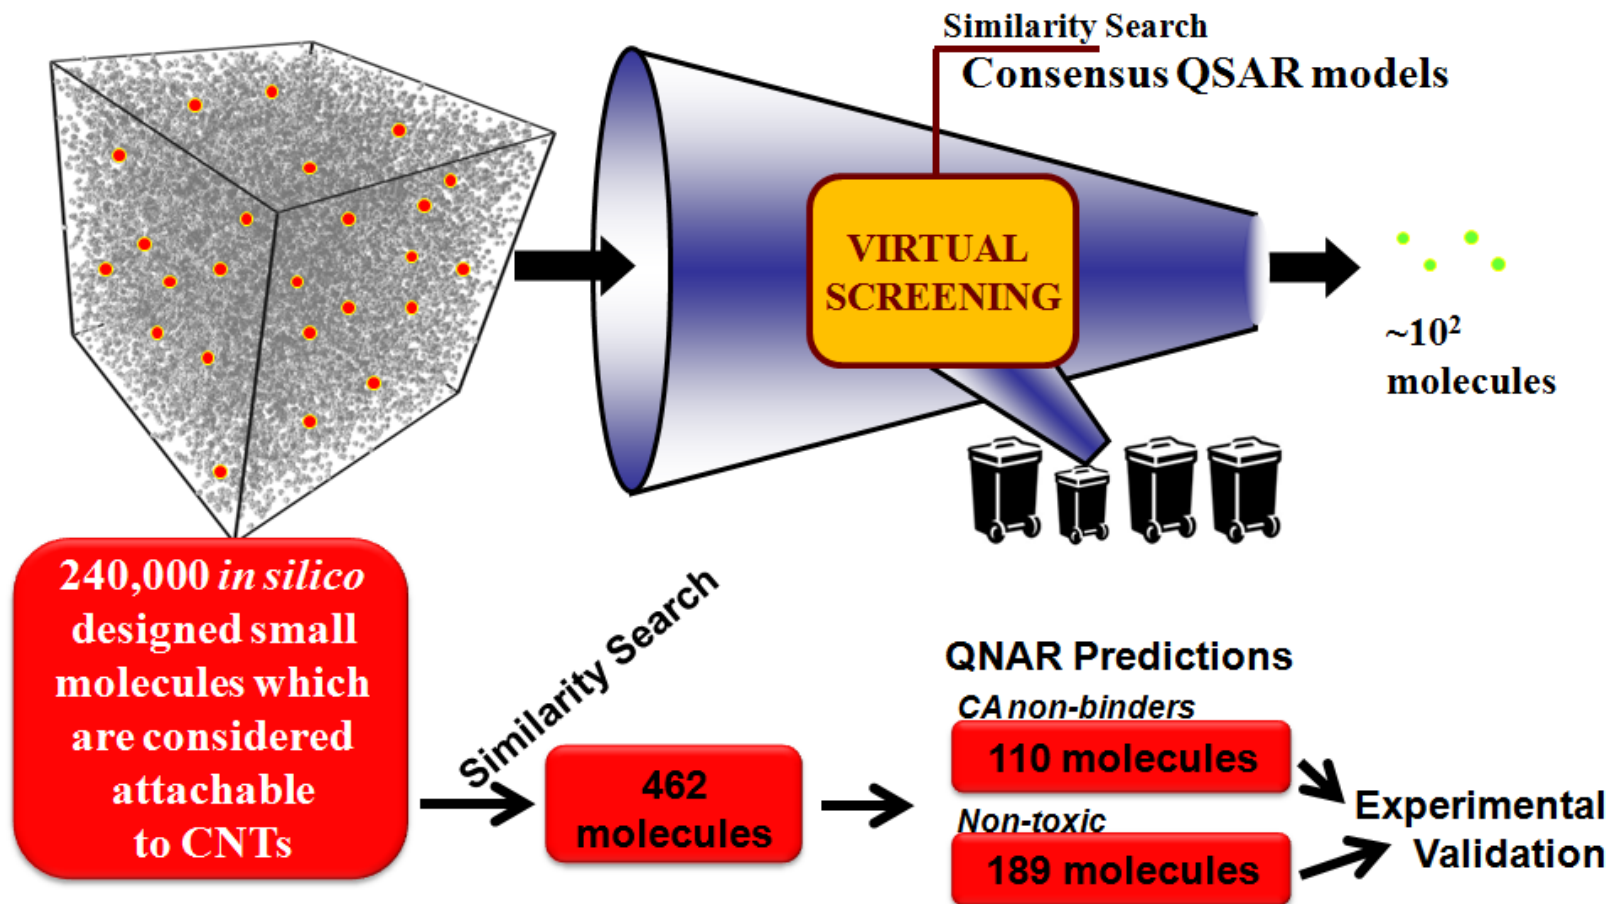 Similarity Search
Consensus QSAR models
VIRTUAL
SCREENING
~10²
molecules
240,000 in silico
designed small
molecules which
are considered
attachable
to CNTs
Similarity Search
462
molecules
QNAR Predictions
CA non-binders
110 molecules
Non-toxic
189 molecules
Experimental
Validation